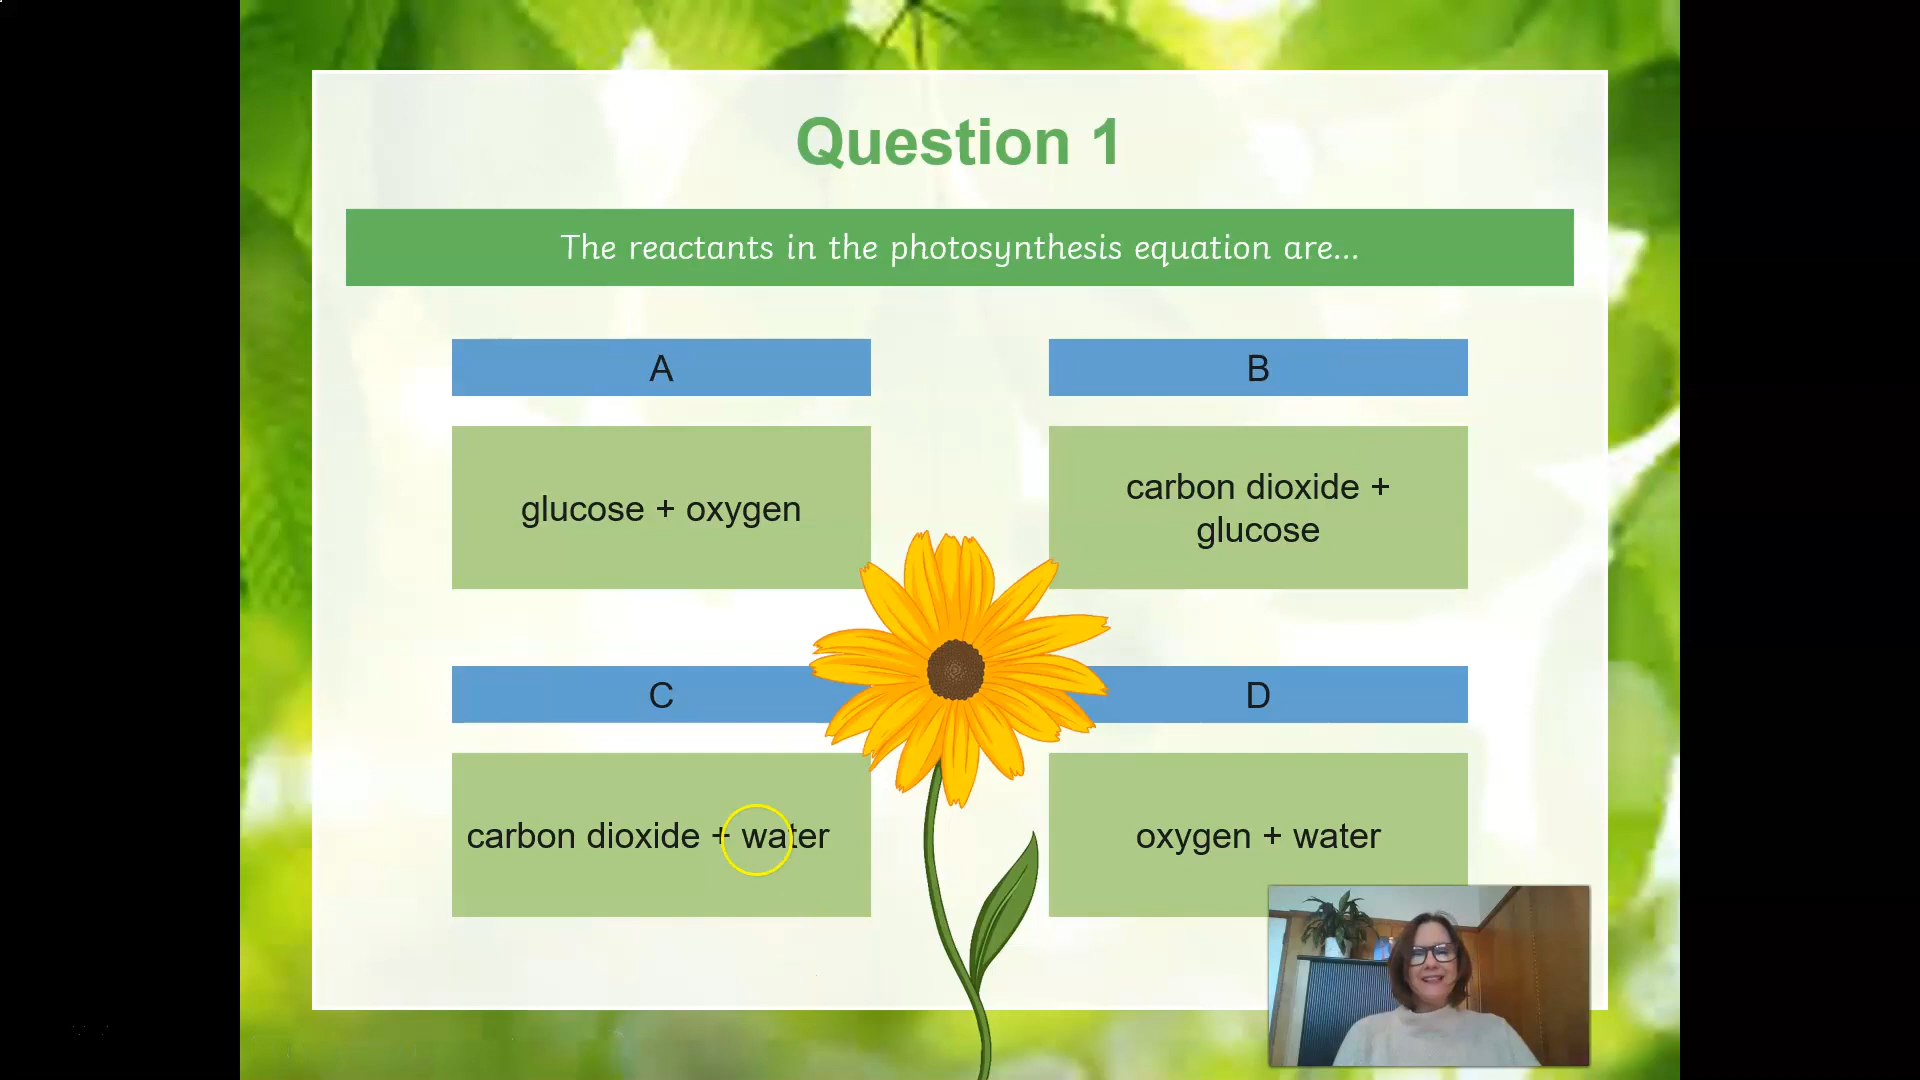 Question 1
The reactants in the photosynthesis equation are...
A
B
glucose + oxygen
carbon dioxide +
glucose
C
D
carbon dioxide + water
oxygen + water